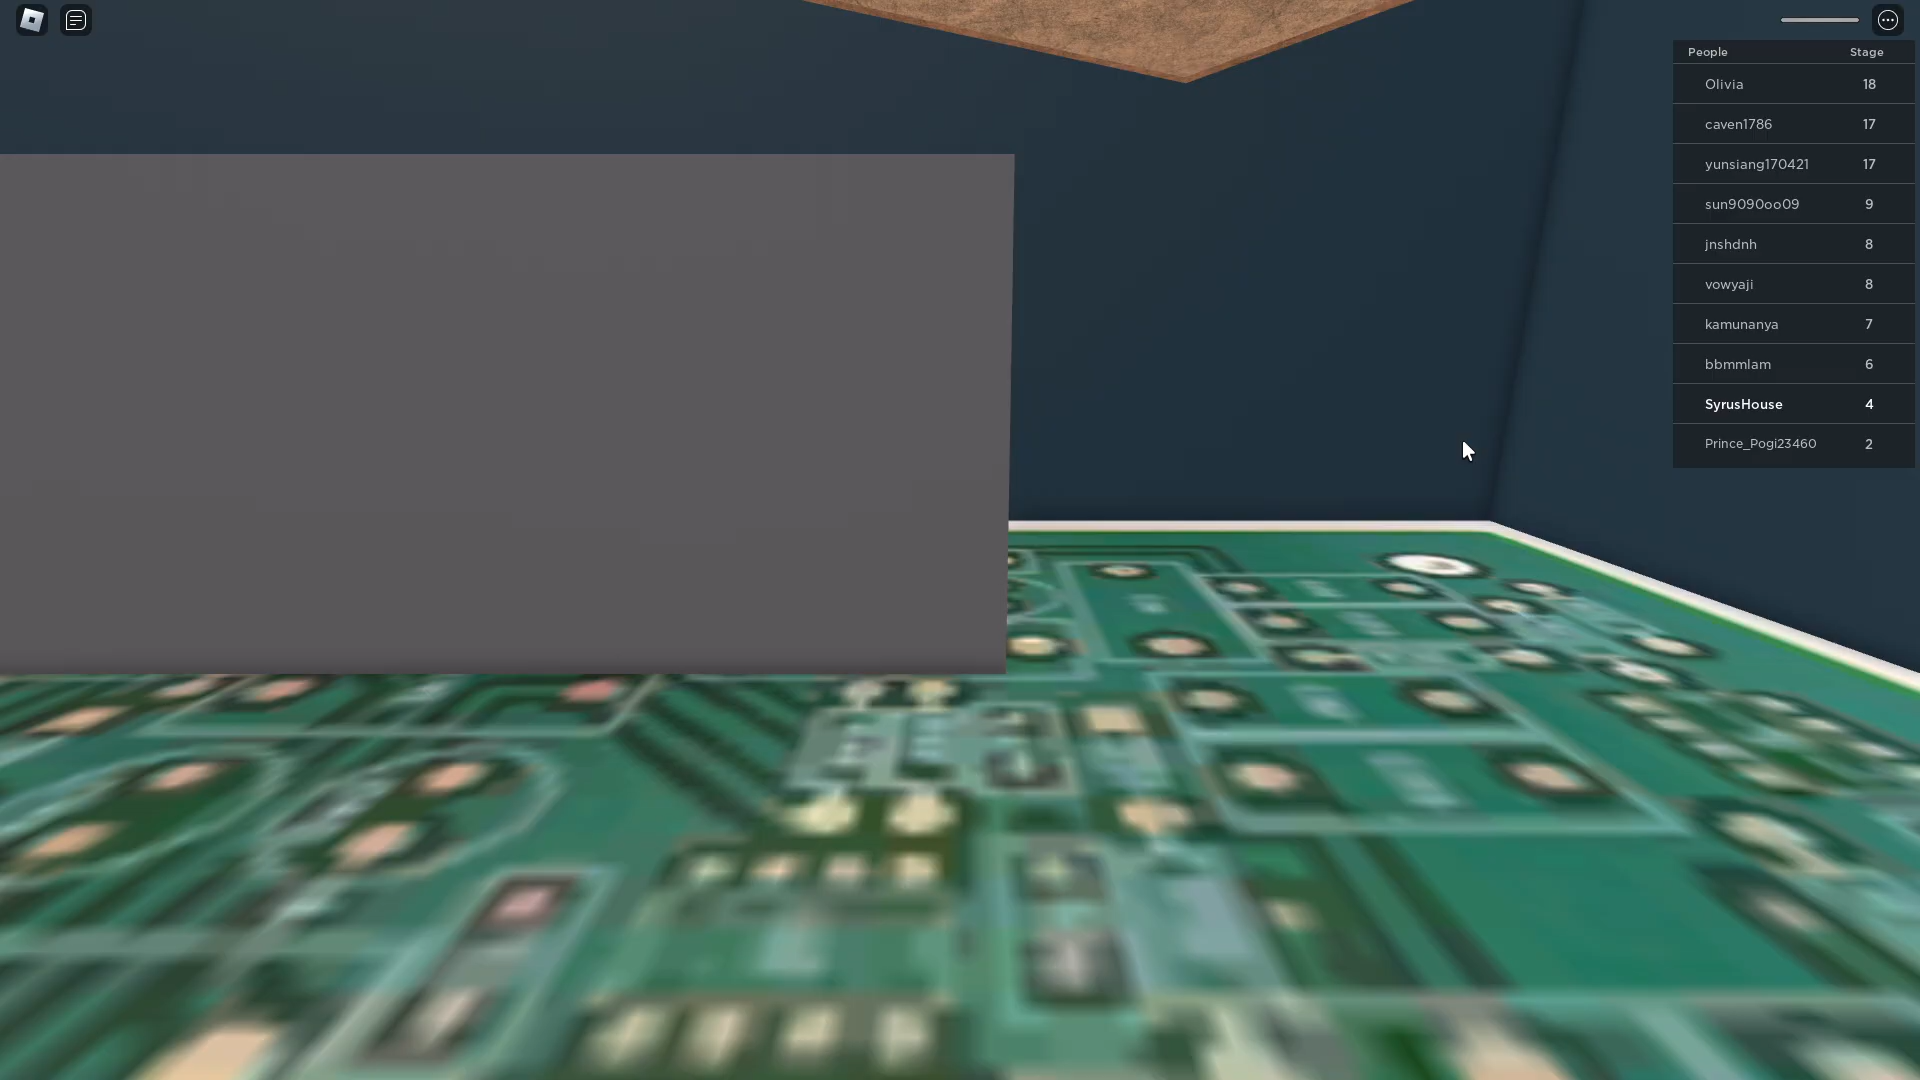 People Stage
Olivia 18
caven1786 17
yunsiang170421 17
sun9090oo09 9
jnshdnh 8
vowyaji 8
kamunanya 7
bbmmlam 6
SyrusHouse 4
Prince_Pogi23460 2